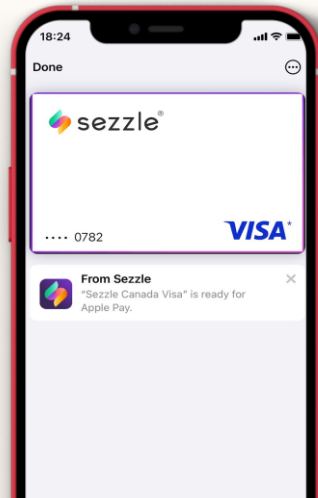 18:24
Done
sezzle®
•••• 0782
VISA
From Sezzle
"Sezzle Canada Visa" is ready for
Apple Pay.